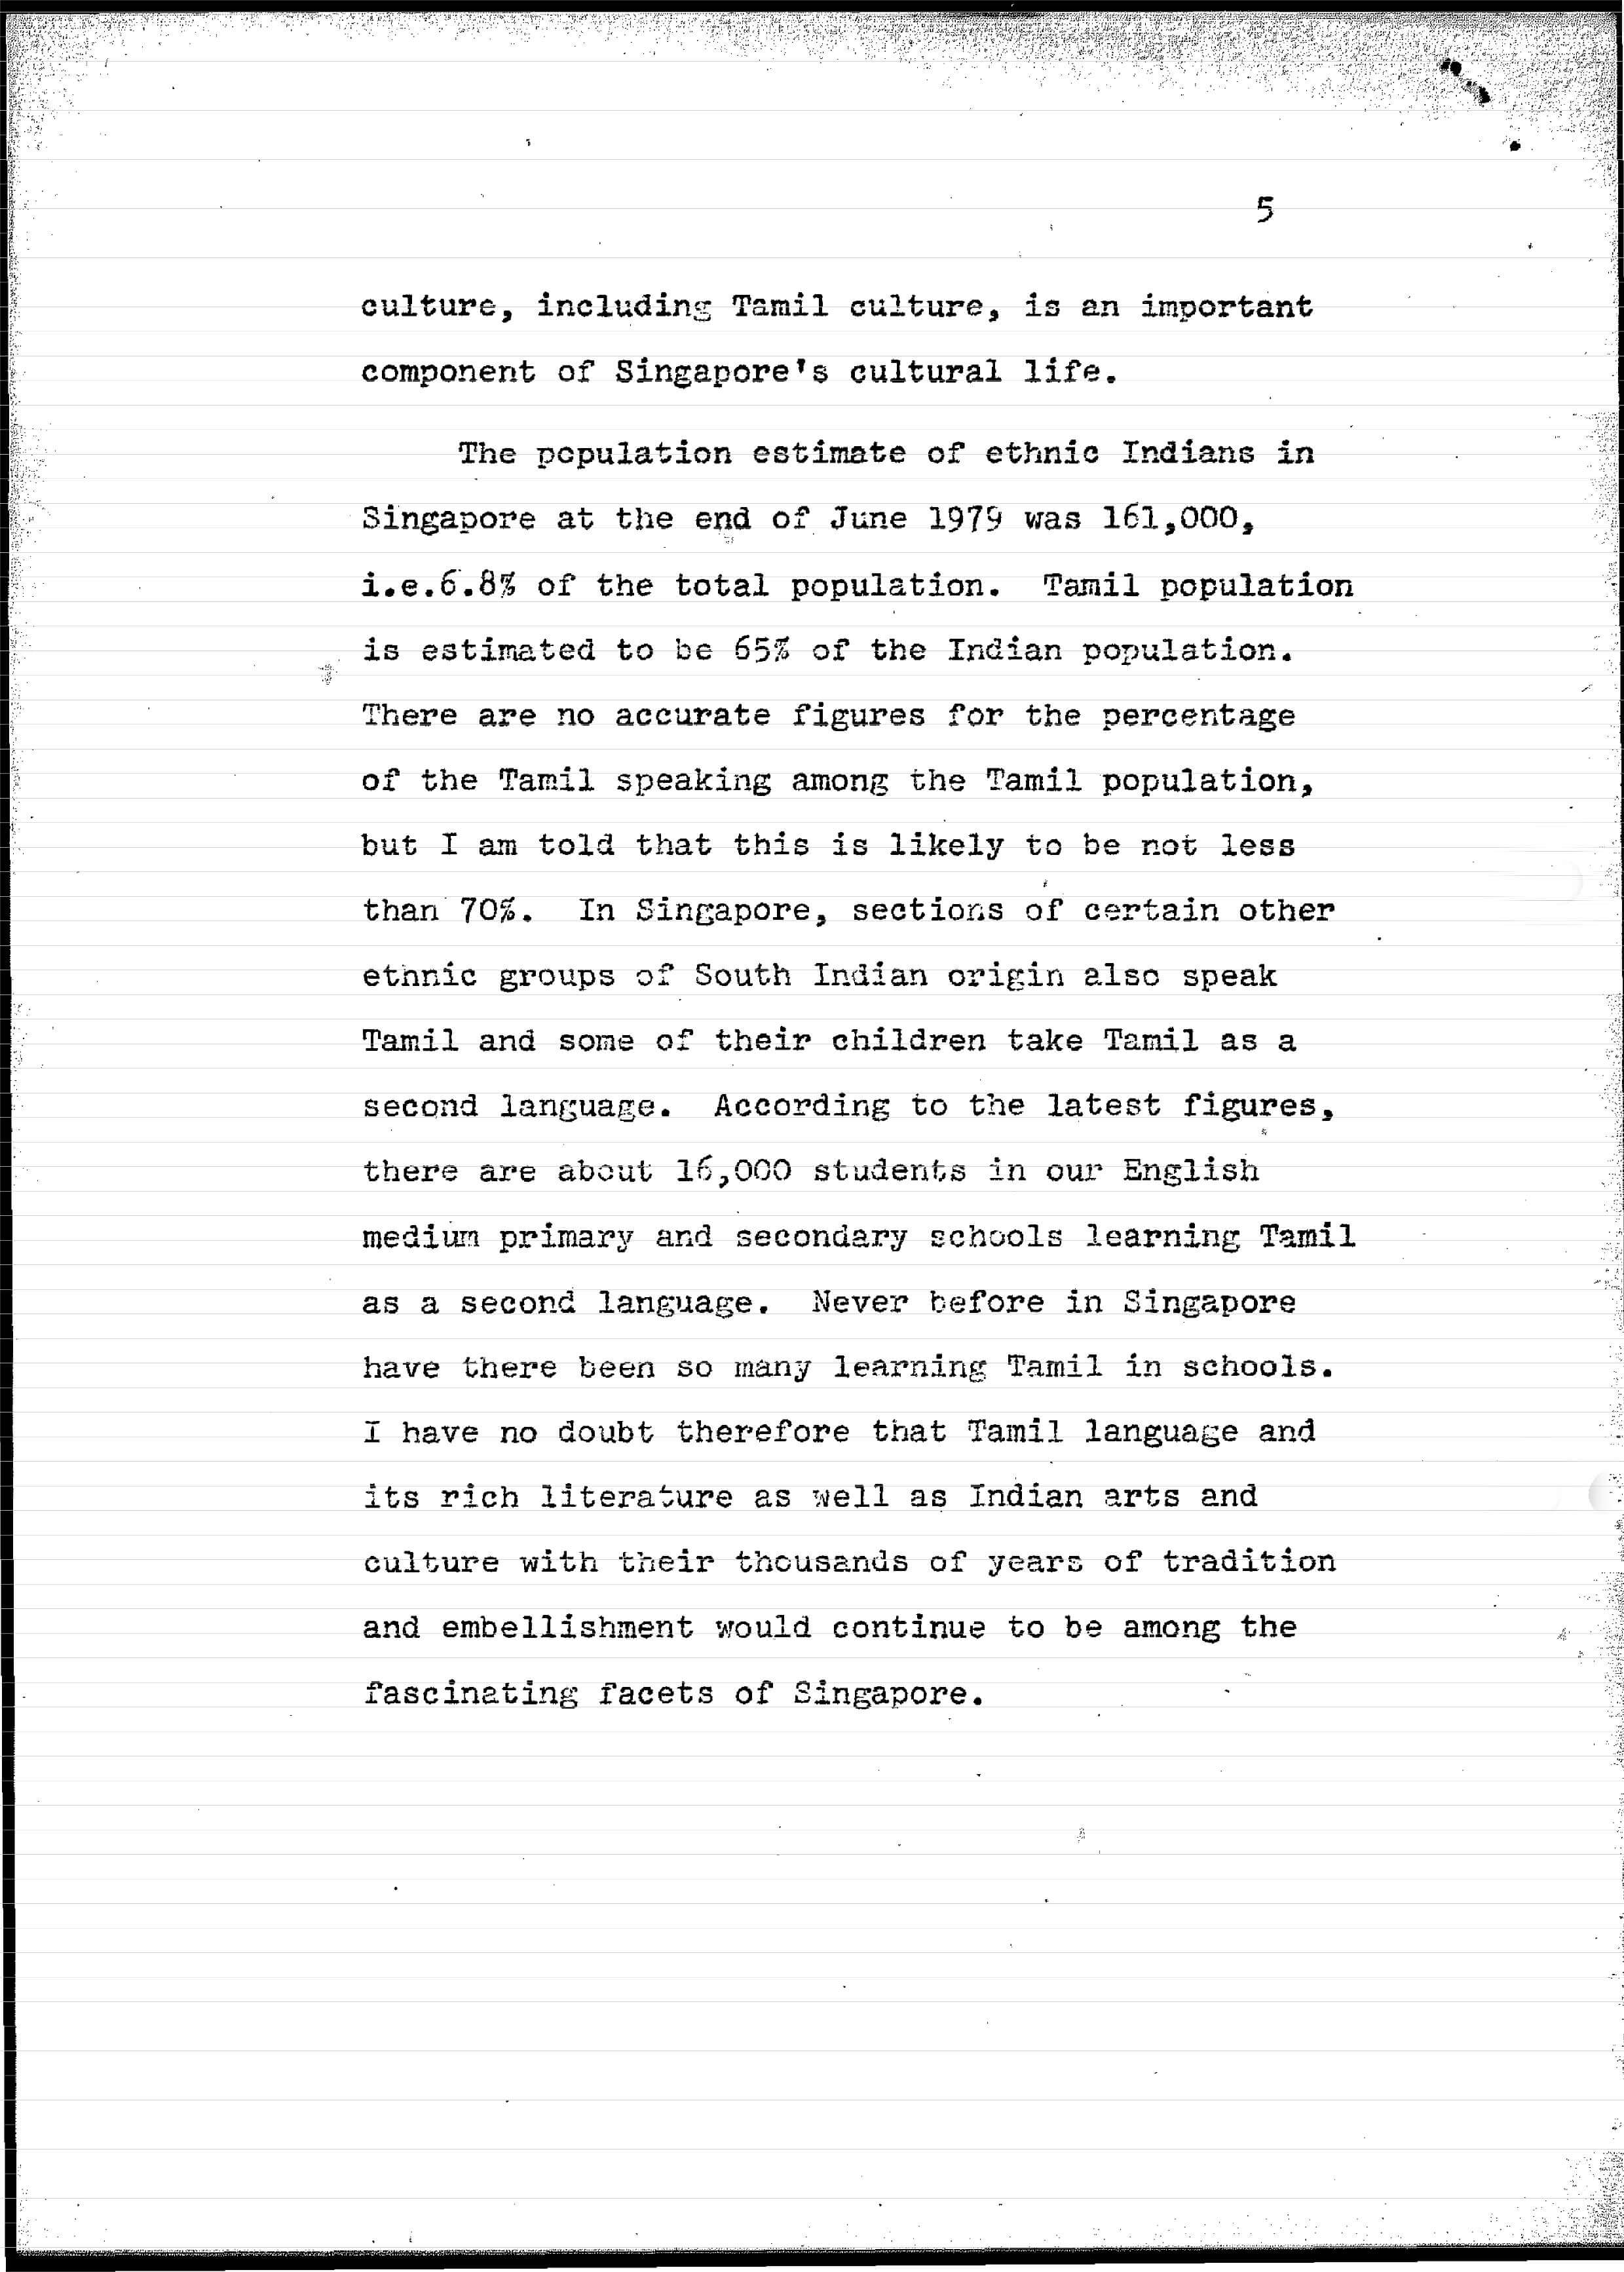 5
culture, including Tamil culture, is an important
component of Singapore's cultural life.
The population estimate of ethnic Indians in
Singapore at the end of June 1979 was 161,000,
i.e.6.8% of the total population. Tamil population
is estimated to be 65% of the Indian population.
There are no accurate figures for the percentage
of the Tamil speaking among the Tamil population,
but I am told that this is likely to be not less
than 70%. In Singapore, sections of certain other
ethnic groups of South Indian origin also speak
Tamil and some of their children take Tamil as a
second language. According to the latest figures,
there are about 16,000 students in our English
medium primary and secondary schools learning Tamil
as a second language. Never before in Singapore
have there been so many learning Tamil in schools.
I have no doubt therefore that Tamil language and
its rich literature as well as Indian arts and
culture with their thousands of years of tradition
and embellishment would continue to be among the
fascinating facets of Singapore.